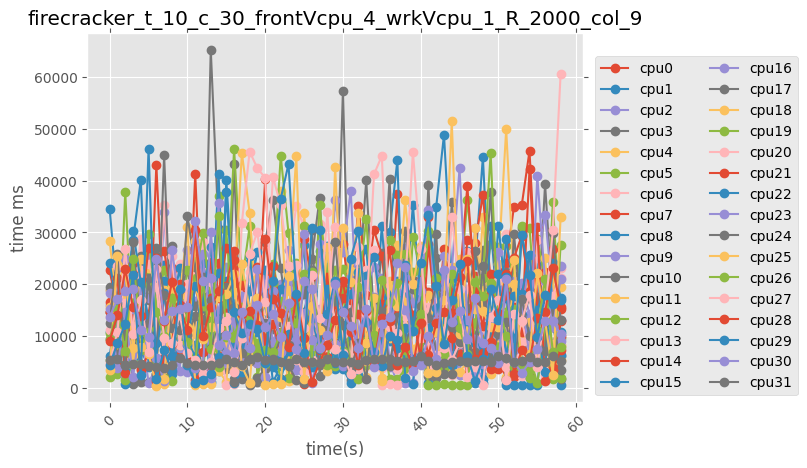 firecracker_t_10_c_30_frontVcpu_4_wrkVcpu_1_R_2000_col_9
time ms
60000
50000
40000
30000
20000
10000
0
0
10
20
30
40
50
60
time(s)
cpu0
cpu1
cpu2
cpu3
cpu4
cpu5
cpu6
cpu7
cpu8
cpu9
cpu10
cpu11
cpu12
cpu13
cpu14
cpu15
cpu16
cpu17
cpu18
cpu19
cpu20
cpu21
cpu22
cpu23
cpu24
cpu25
cpu26
cpu27
cpu28
cpu29
cpu30
cpu31